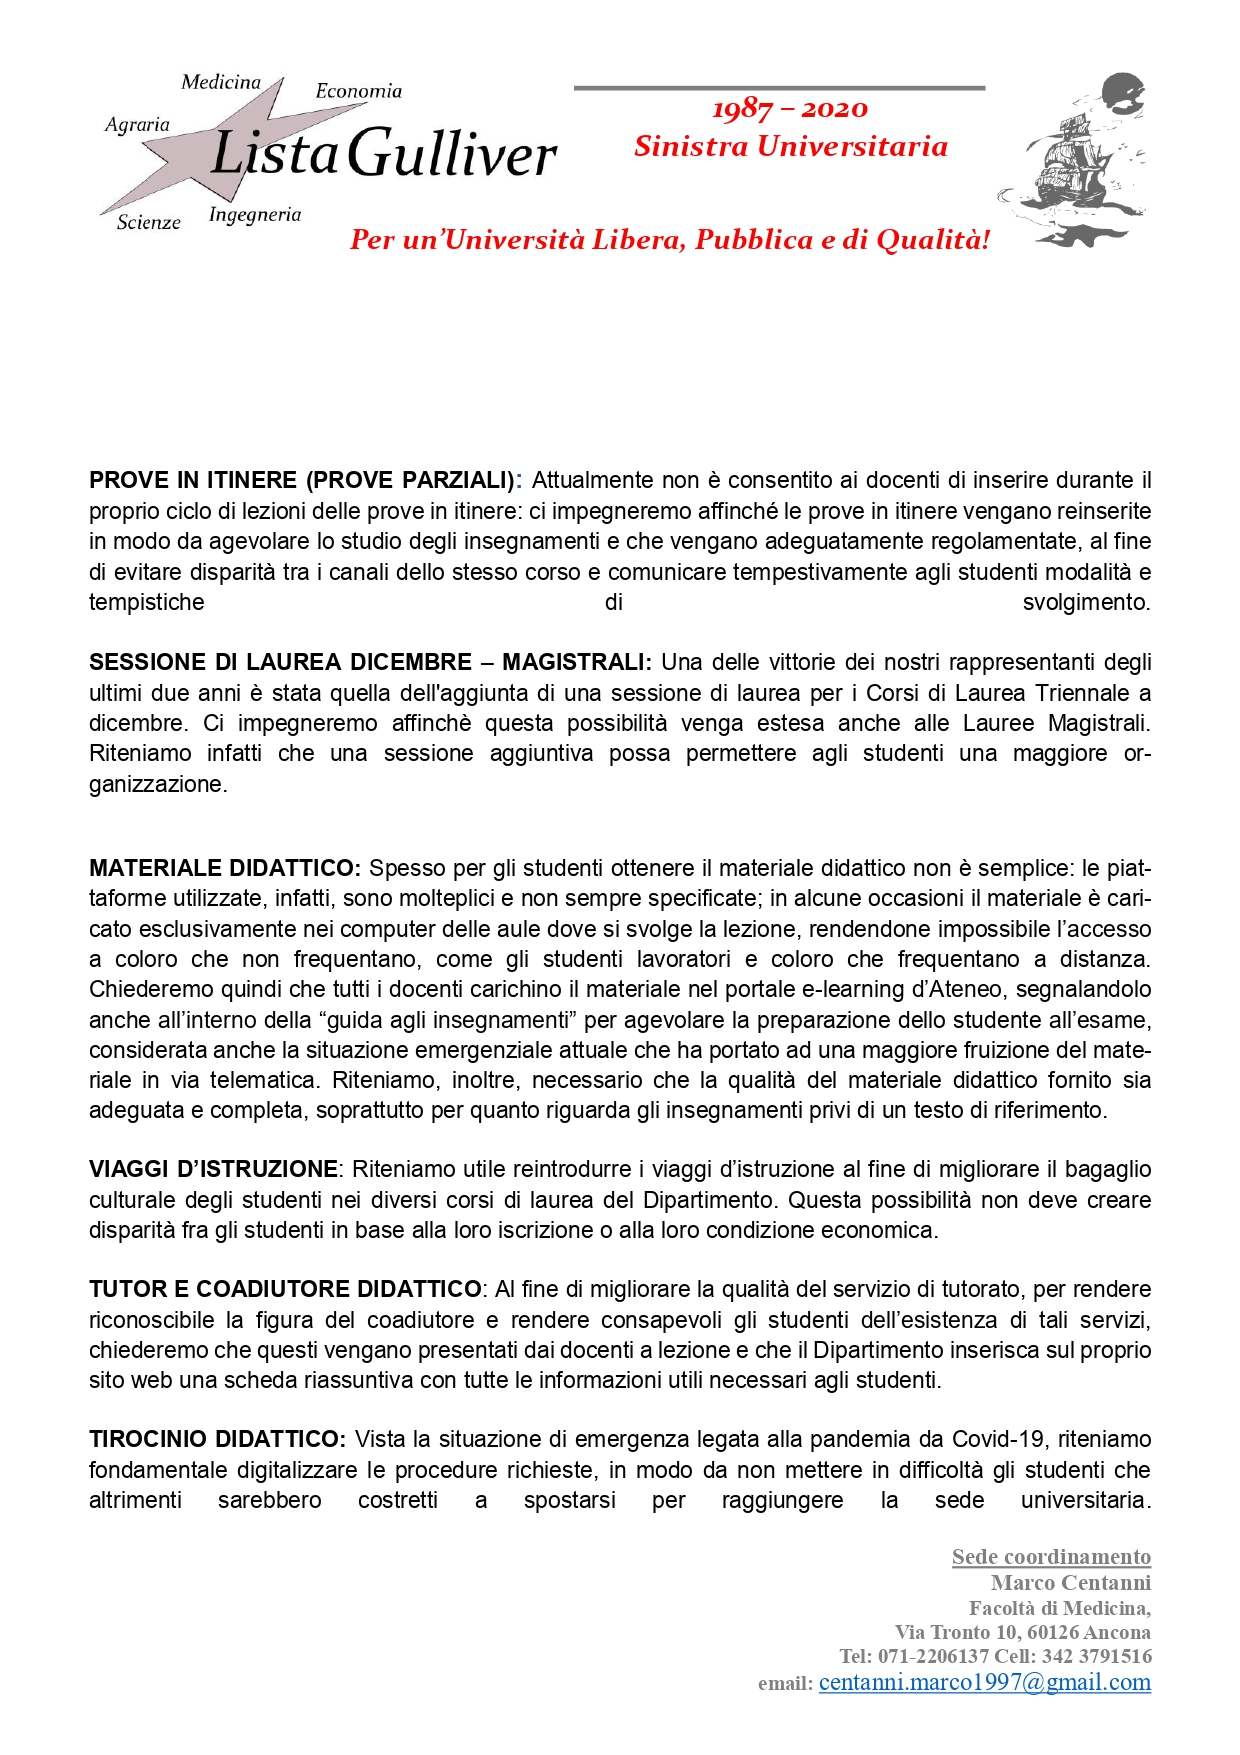 Medicina
Economia
Agraria
Lista Gulliver
Scienze
Ingegneria
1987 – 2020
Sinistra Universitaria
Per un’Università Libera, Pubblica e di Qualità!
PROVE IN ITINERE (PROVE PARZIALI): Attualmente non è consentito ai docenti di inserire durante il
proprio ciclo di lezioni delle prove in itinere: ci impegneremo affinché le prove in itinere vengano reinserite
in modo da agevolare lo studio degli insegnamenti e che vengano adeguatamente regolamentate, al fine
di evitare disparità tra i canali dello stesso corso e comunicare tempestivamente agli studenti modalità e
tempistiche di svolgimento.
SESSIONE DI LAUREA DICEMBRE – MAGISTRALI: Una delle vittorie dei nostri rappresentanti degli
ultimi due anni è stata quella dell'aggiunta di una sessione di laurea per i Corsi di Laurea Triennale a
dicembre. Ci impegneremo affinchè questa possibilità venga estesa anche alle Lauree Magistrali.
Riteniamo infatti che una sessione aggiuntiva possa permettere agli studenti una maggiore or-
ganizzazione.
MATERIALE DIDATTICO: Spesso per gli studenti ottenere il materiale didattico non è semplice: le piat-
taforme utilizzate, infatti, sono molteplici e non sempre specificate; in alcune occasioni il materiale è cari-
cato esclusivamente nei computer delle aule dove si svolge la lezione, rendendone impossibile l’accesso
a coloro che non frequentano, come gli studenti lavoratori e coloro che frequentano a distanza.
Chiederemo quindi che tutti i docenti carichino il materiale nel portale e-learning d’Ateneo, segnalandolo
anche all’interno della “guida agli insegnamenti” per agevolare la preparazione dello studente all’esame,
considerata anche la situazione emergenziale attuale che ha portato ad una maggiore fruizione del mate-
riale in via telematica. Riteniamo, inoltre, necessario che la qualità del materiale didattico fornito sia
adeguata e completa, soprattutto per quanto riguarda gli insegnamenti privi di un testo di riferimento.
VIAGGI D’ISTRUZIONE: Riteniamo utile reintrodurre i viaggi d’istruzione al fine di migliorare il bagaglio
culturale degli studenti nei diversi corsi di laurea del Dipartimento. Questa possibilità non deve creare
disparità fra gli studenti in base alla loro iscrizione o alla loro condizione economica.
TUTOR E COADIUTORE DIDATTICO: Al fine di migliorare la qualità del servizio di tutorato, per rendere
riconoscibile la figura del coadiutore e rendere consapevoli gli studenti dell’esistenza di tali servizi,
chiederemo che questi vengano presentati dai docenti a lezione e che il Dipartimento inserisca sul proprio
sito web una scheda riassuntiva con tutte le informazioni utili necessari agli studenti.
TIROCINIO DIDATTICO: Vista la situazione di emergenza legata alla pandemia da Covid-19, riteniamo
fondamentale digitalizzare le procedure richieste, in modo da non mettere in difficoltà gli studenti che
altrimenti sarebbero costretti a spostarsi per raggiungere la sede universitaria.
Sede coordinamento
Marco Centanni
Facoltà di Medicina,
Via Tronto 10, 60126 Ancona
Tel: 071-2206137 Cell: 342 3791516
email: centanni.marco1997@gmail.com